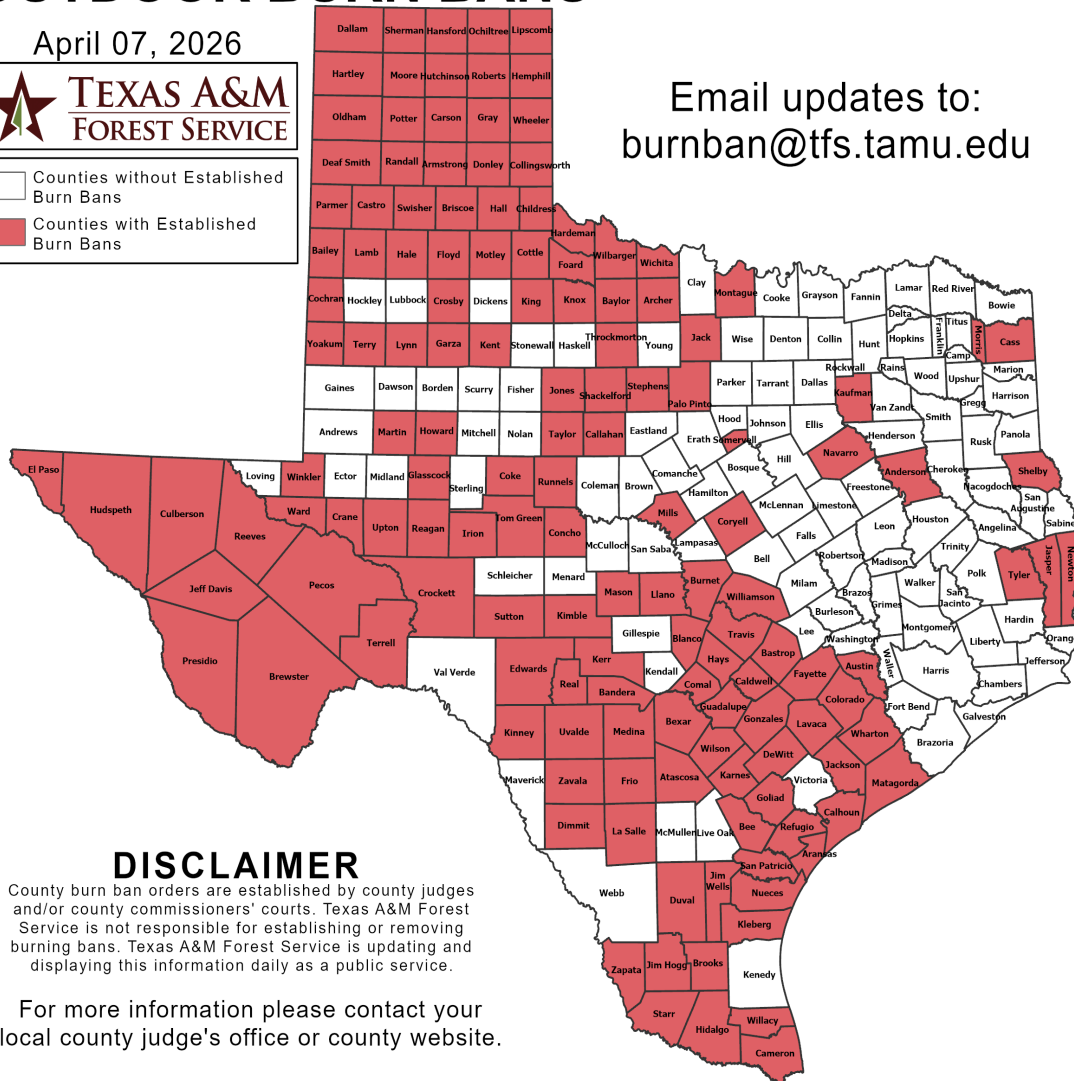 OUTDOOR BURN BANS
April 07, 2026
TEXAS A&M
FOREST SERVICE
Counties without Established
Burn Bans
Counties with Established
Burn Bans
Email updates to:
burnban@tfs.tamu.edu
Dallam Sherman Hansford Ochiltree Lipscomb
Hartley Moore Hutchinson Roberts Hemphill
Oldham Potter Carson Gray Wheeler
Deaf Smith Randall Armstrong Donley Collingsworth
Parmer Castro Swisher Briscoe Hall Childress
Hardeman
Bailey Lamb Hale Floyd Motley Cottle Foard Wilbarger Wichita
Clay Montague Cooke Grayson Fannin Lamar Red River Bowie
Cochran Hockley Lubbock Crosby Dickens King Knox Baylor Archer
Delta Franklin Titus Morris Cass
Yoakum Terry Lynn Garza Kent Stonewall Haskell Throckmorton Young Jack Wise Denton Collin Hunt Hopkins
Camp Marion
Gaines Dawson Borden Scurry Fisher Jones Shackelford Stephens Palo Pinto Parker Tarrant Dallas Rockwall Rains Wood Upshur
Kaufman Van Zandt Smith Gregg Harrison
Andrews Martin Howard Mitchell Nolan Taylor Callahan Eastland Erath Hood Somervell Johnson Ellis Henderson Rusk Panola
El Paso Hudspeth Culberson Loving Winkler Ector Midland Glasscock Sterling Coke Runnels Coleman Brown Comanche Hamilton Bosque Hill Navarro Freestone Anderson Cherokee Nacogdoches Shelby
San
Augustine
Sabine
Reeves Ward Crane Upton Reagan Irion Tom Green Concho McCulloch San Saba Mills Lampasas Coryell McLennan Limestone Falls Leon Houston Angelina
Jeff Davis Pecos Crockett Schleicher Menard Mason Llano Burnet Bell Williamson Milam Robertson Madison Trinity Polk Tyler Jasper Newton
Brazos Grimes Walker
San
Jacinto
Hardin
Presidio Brewster Terrell Val Verde Sutton Kimble Gillespie Blanco Travis Burleson Lee Washington Montgomery Liberty Orange
Edwards Kerr Real Bandera Kendall Hays Comal Caldwell Bastrop Fayette Austin Waller Harris Chambers Jefferson
Kinney Uvalde Medina Bexar Guadalupe Gonzales Lavaca Colorado Fort Bend Galveston
Wilson DeWitt Wharton Brazoria
Maverick Zavala Frio Atascosa Karnes Victoria Jackson Matagorda
Goliad Calhoun
Dimmit La Salle McMullen Live Oak Bee Refugio
Aransas
San Patricio
Webb Duval
Jim
Wells
Nueces
Kleberg
Zapata Jim Hogg Brooks Kenedy
Starr Hidalgo Willacy
Cameron
DISCLAIMER
County burn ban orders are established by county judges
and/or county commissioners' courts. Texas A&M Forest
Service is not responsible for establishing or removing
burning bans. Texas A&M Forest Service is updating and
displaying this information daily as a public service.
For more information please contact your
local county judge's office or county website.